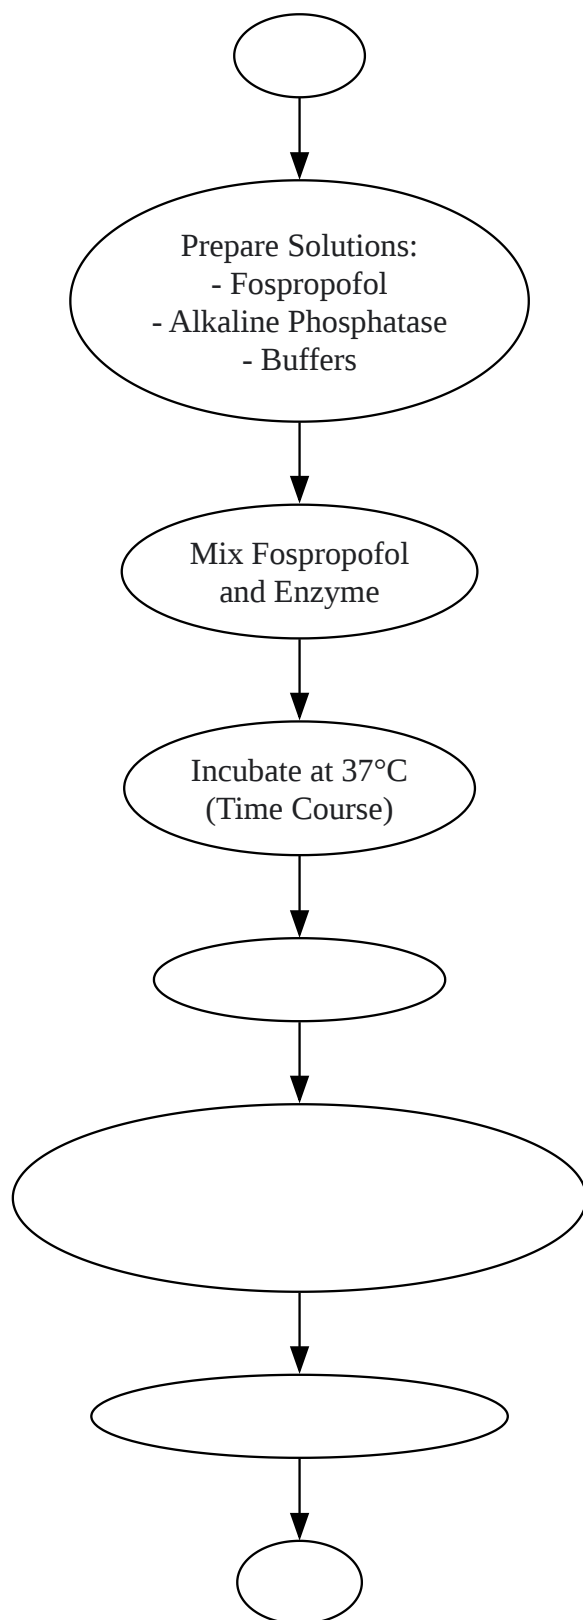 Prepare Solutions:
- Fospropofol
- Alkaline Phosphatase
- Buffers
Mix Fospropofol
and Enzyme
Incubate at 37°C
(Time Course)